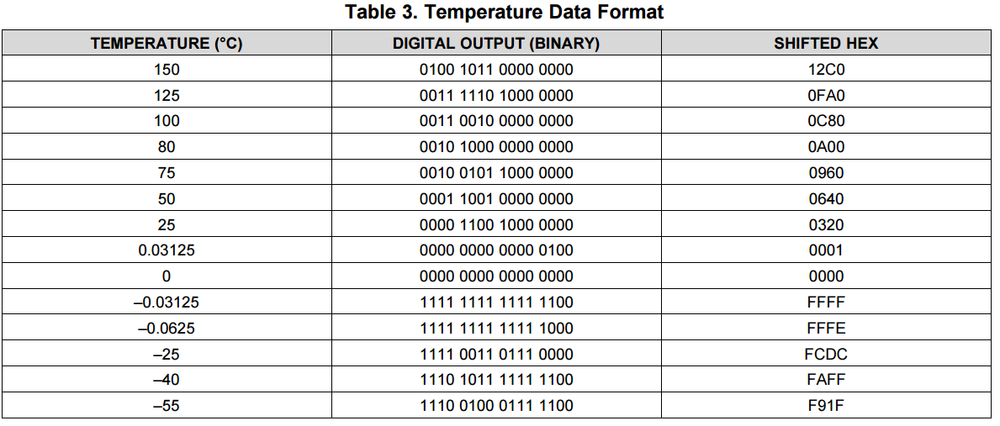 Table 3. Temperature Data Format
TEMPERATURE (°C) DIGITAL OUTPUT (BINARY) SHIFTED HEX
150 0100 1011 0000 0000 12C0
125 0011 1110 1000 0000 0FA0
100 0011 0010 0000 0000 0C80
80 0010 1000 0000 0000 0A00
75 0010 0101 1000 0000 0960
50 0001 1001 0000 0000 0640
25 0000 1100 1000 0000 0320
0.03125 0000 0000 0000 0100 0001
0 0000 0000 0000 0000 0000
–0.03125 1111 1111 1111 1100 FFFF
–0.0625 1111 1111 1111 1000 FFFE
–25 1111 0011 0111 0000 FCDC
–40 1110 1011 1111 1100 FAFF
–55 1110 0100 0111 1100 F91F